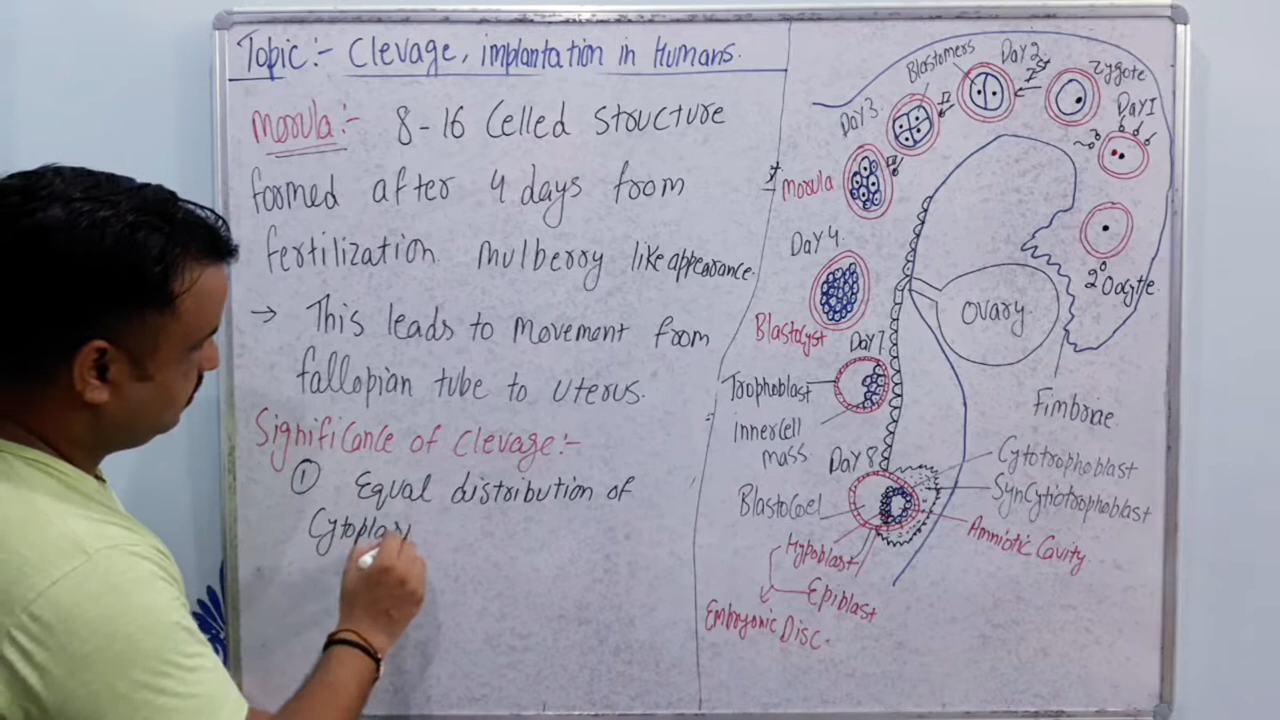 Topic:- Clevage, implantation in Humans.
Morula:- 8-16 Celled structure
formed after 4 days from
fertilization. Mulberry like appearance.
→ This leads to movement from
fallopian tube to uterus.
Significance of clevage:-
① Equal distribution of
Cytoplas
Blastomers
Day 2
I
Zygote
Day 1
II
Day 3
III
* Morula
2° Oocyte
Day 4
Blastocyst
Ovary
Day 7
Trophoblast
Inner cell
mass.
Fimbriae
Day 8
Cytotrophoblast
Syncytiotrophoblast
Blastocoel
Amniotic Cavity
Hypoblast
Epiblast
Embryonic Disc.